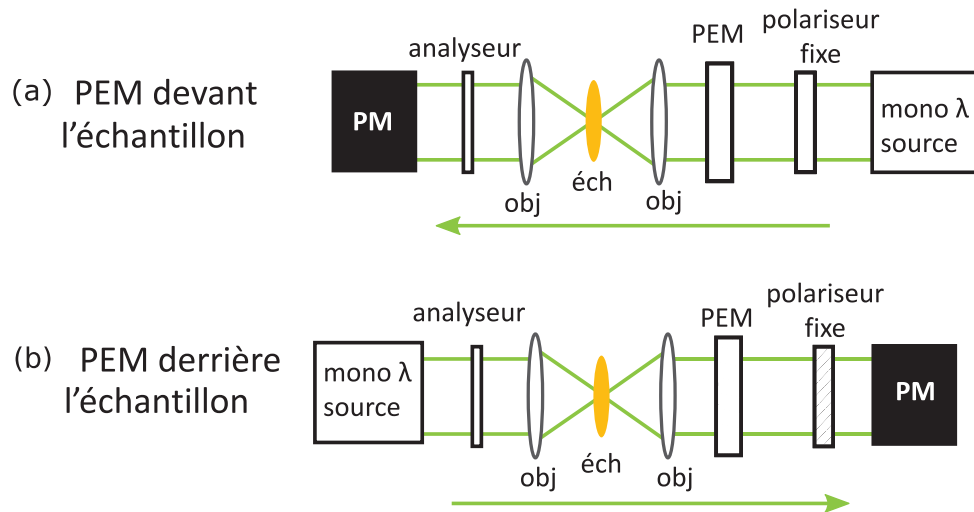 (a) PEM devant
l'échantillon
PM
analyseur
obj
éch
obj
PEM
polariseur
fixe
mono λ
source
(b) PEM derrière
l'échantillon
mono λ
source
analyseur
obj
éch
obj
PEM
polariseur
fixe
PM